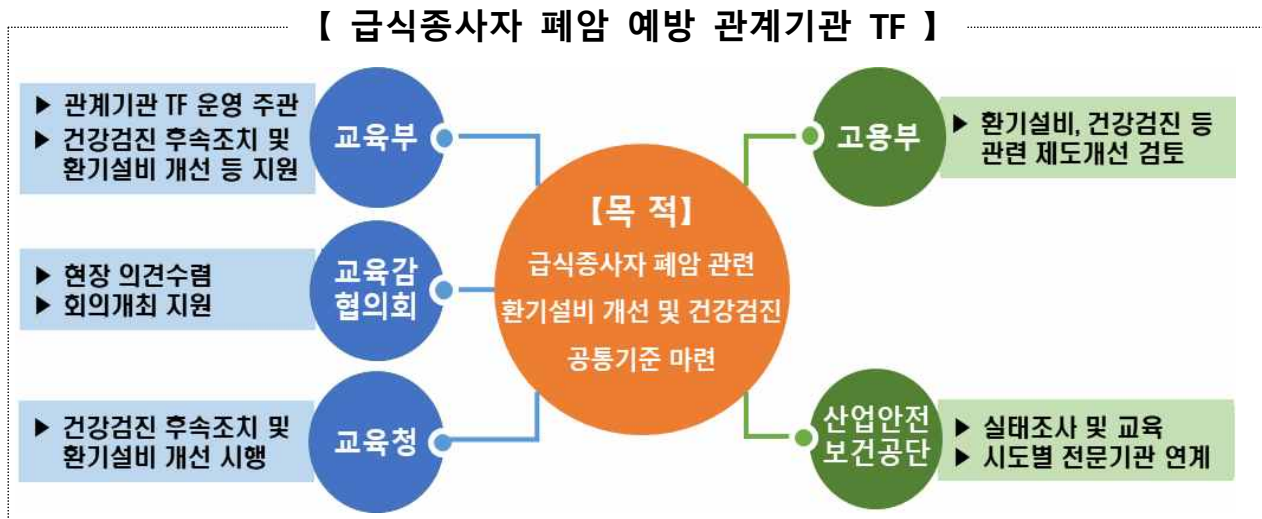 【 급식종사자 폐암 예방 관계기관 TF 】
▶ 관계기관 TF 운영 주관
▶ 건강검진 후속조치 및
환기설비 개선 등 지원
교육부
▶ 현장 의견수렴
▶ 회의개최 지원
교육감
협의회
▶ 건강검진 후속조치 및
환기설비 개선 시행
교육청
【목 적】
급식종사자 폐암 관련
환기설비 개선 및 건강검진
공통기준 마련
고용부
▶ 환기설비, 건강검진 등
관련 제도개선 검토
산업안전
보건공단
▶ 실태조사 및 교육
▶ 시도별 전문기관 연계